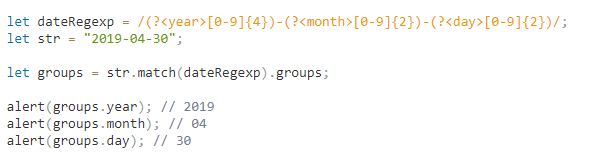 let dateRegexp = /(?<year>[0-9]{4})-(?<month>[0-9]{2})-(?<day>[0-9]{2})/;
let str = "2019-04-30";
let groups = str.match(dateRegexp).groups;
alert(groups.year); // 2019
alert(groups.month); // 04
alert(groups.day); // 30